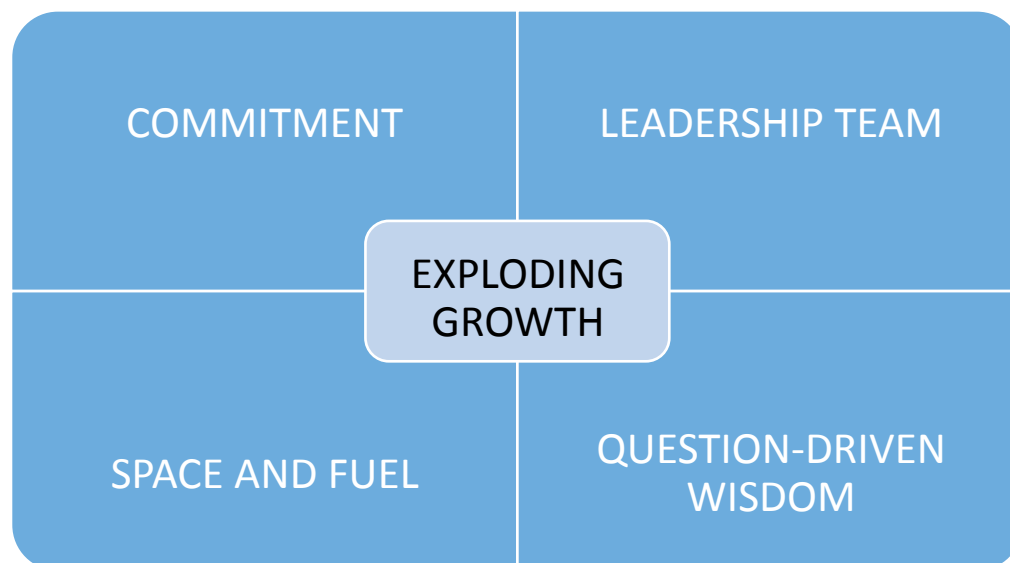 COMMITMENT
LEADERSHIP TEAM
EXPLODING
GROWTH
SPACE AND FUEL
QUESTION-DRIVEN
WISDOM